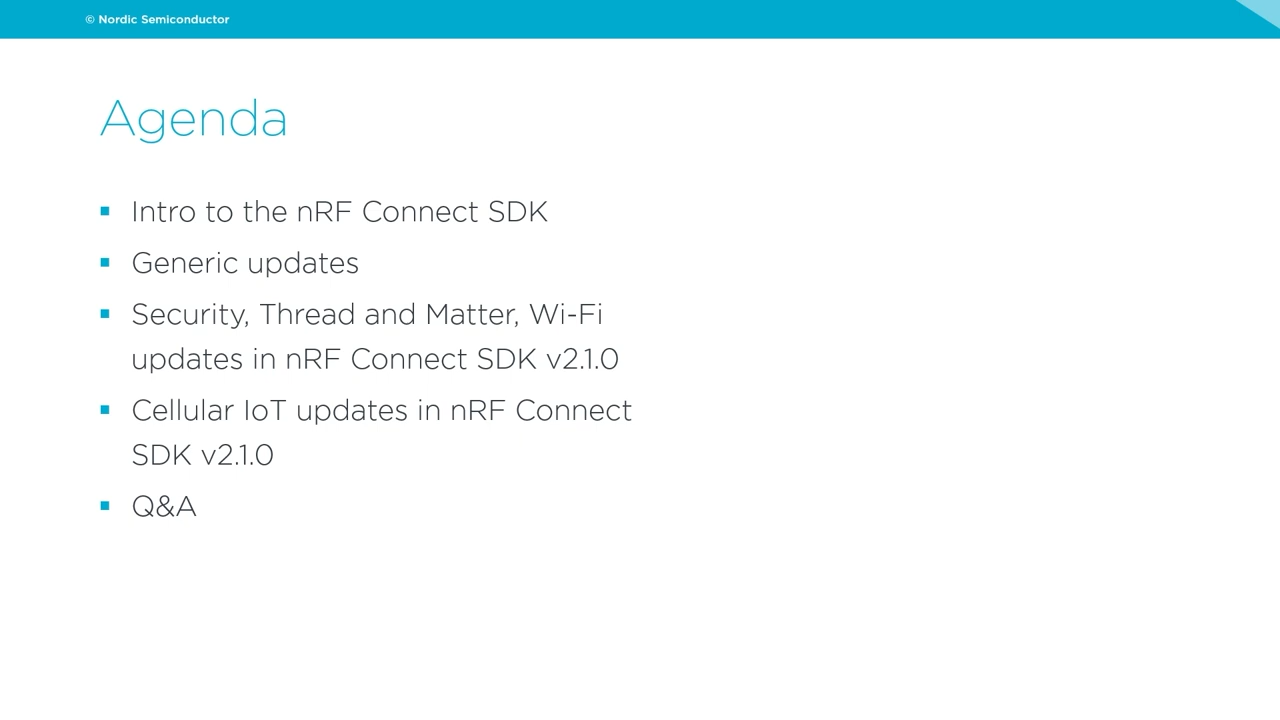 © Nordic Semiconductor
Agenda
▪ Intro to the nRF Connect SDK
▪ Generic updates
▪ Security, Thread and Matter, Wi-Fi
updates in nRF Connect SDK v2.1.0
▪ Cellular IoT updates in nRF Connect
SDK v2.1.0
▪ Q&A